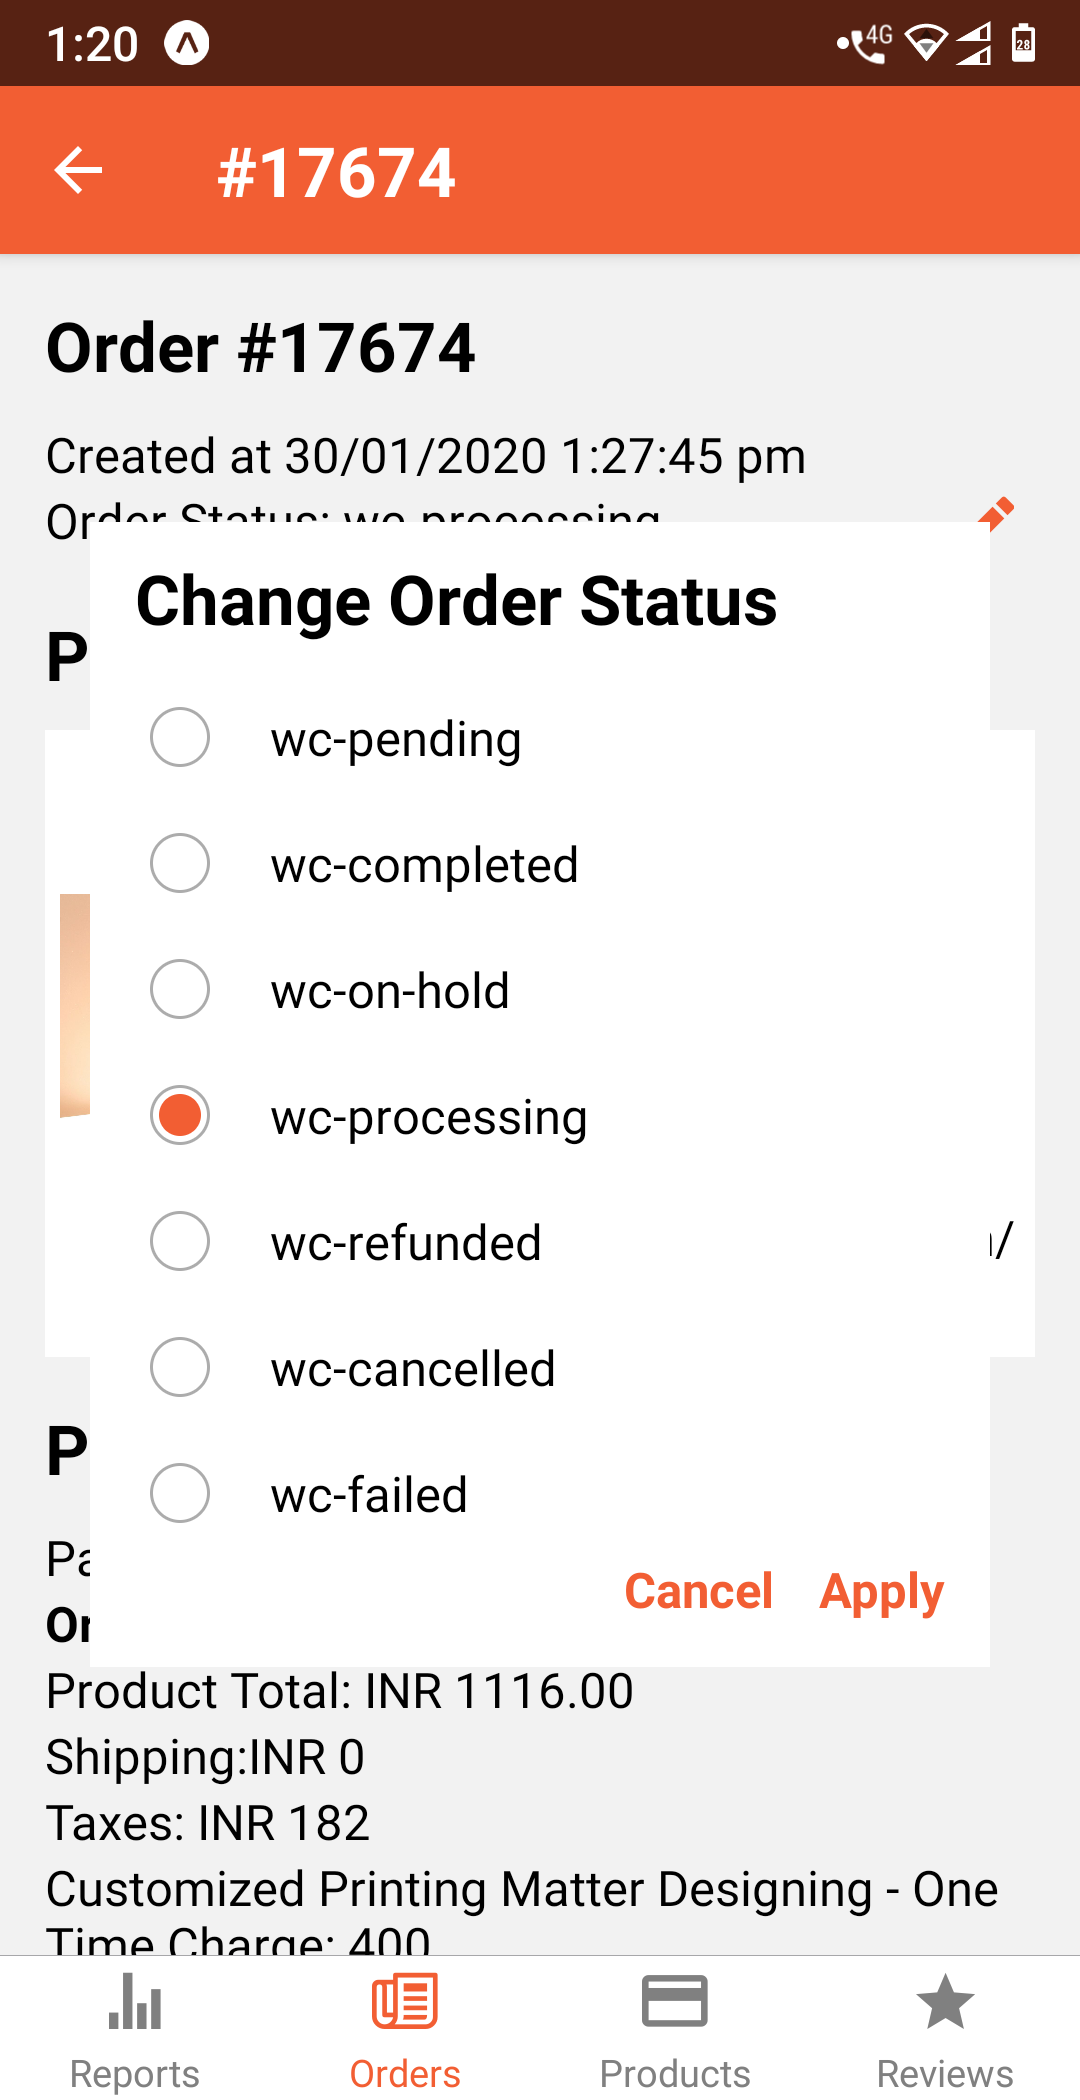 1:20
4G
28
#17674
Order #17674
Created at 30/01/2020 1:27:45 pm
Order Status: wc-processing
Change Order Status
P
wc-pending
wc-completed
wc-on-hold
wc-processing
wc-refunded
/
wc-cancelled
P
wc-failed
Pa
Or
Cancel Apply
Product Total: INR 1116.00
Shipping:INR 0
Taxes: INR 182
Customized Printing Matter Designing - One
Time Charge: 400
Reports Orders Products Reviews